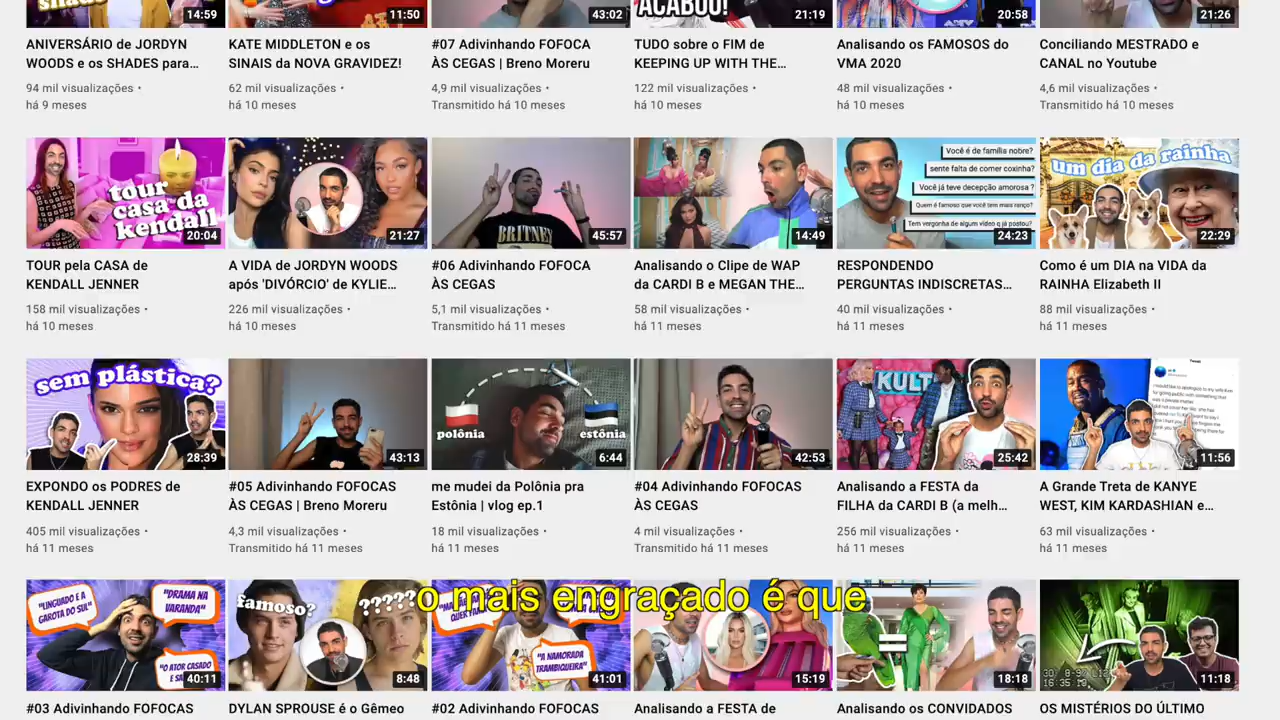 shade
14:59
11:50
43:02
ACABOU!
21:19
20:58
21:26
ANIVERSÁRIO de JORDYN
WOODS e os SHADES para...
94 mil visualizações •
há 9 meses
KATE MIDDLETON e os
SINAIS da NOVA GRAVIDEZ!
62 mil visualizações •
há 10 meses
#07 Adivinhando FOFOCA
ÀS CEGAS | Breno Moreru
4,9 mil visualizações •
Transmitido há 10 meses
TUDO sobre o FIM de
KEEPING UP WITH THE...
122 mil visualizações •
há 10 meses
Analisando os FAMOSOS do
VMA 2020
48 mil visualizações •
há 10 meses
Conciliando MESTRADO e
CANAL no Youtube
4,6 mil visualizações •
Transmitido há 10 meses
tour
casa da
kendall
20:04
21:27
BRITNEY
45:57
14:49
Você é de família nobre?
sente falta de comer coxinha?
Você já teve decepção amorosa ?
Quem é famoso que você tem mais ranço?
Tem vergonha de algum vídeo q já postou?
24:23
um dia da rainha
22:29
TOUR pela CASA de
KENDALL JENNER
158 mil visualizações •
há 10 meses
A VIDA de JORDYN WOODS
após 'DIVÓRCIO' de KYLIE...
226 mil visualizações •
há 10 meses
#06 Adivinhando FOFOCA
ÀS CEGAS
5,1 mil visualizações •
Transmitido há 11 meses
Analisando o Clipe de WAP
da CARDI B e MEGAN THE...
58 mil visualizações •
há 11 meses
RESPONDENDO
PERGUNTAS INDISCRETAS...
40 mil visualizações •
há 11 meses
Como é um DIA na VIDA da
RAINHA Elizabeth II
88 mil visualizações •
há 11 meses
sem plástica?
28:39
43:13
polônia
estônia
6:44
42:53
KULT
25:42
11:56
EXPONDO os PODRES de
KENDALL JENNER
405 mil visualizações •
há 11 meses
#05 Adivinhando FOFOCAS
ÀS CEGAS | Breno Moreru
4,3 mil visualizações •
Transmitido há 11 meses
me mudei da Polônia pra
Estônia | vlog ep.1
18 mil visualizações •
há 11 meses
#04 Adivinhando FOFOCAS
ÀS CEGAS
4 mil visualizações •
Transmitido há 11 meses
Analisando a FESTA da
FILHA da CARDI B (a melh...
256 mil visualizações •
há 11 meses
A Grande Treta de KANYE
WEST, KIM KARDASHIAN e...
63 mil visualizações •
há 11 meses
"LINGUADO E A
GAROTA DO SUL"
"DRAMA NA
VARANDA"
"O ATOR CASADO
40:11
famoso?
?????
8:48
"A NAMORADA
TRAMBIQUEIRA"
41:01
15:19
18:18
11:18
o mais engraçado é que
#03 Adivinhando FOFOCAS
DYLAN SPROUSE é o Gêmeo
#02 Adivinhando FOFOCAS
Analisando a FESTA de
Analisando os CONVIDADOS
OS MISTÉRIOS DO ÚLTIMO